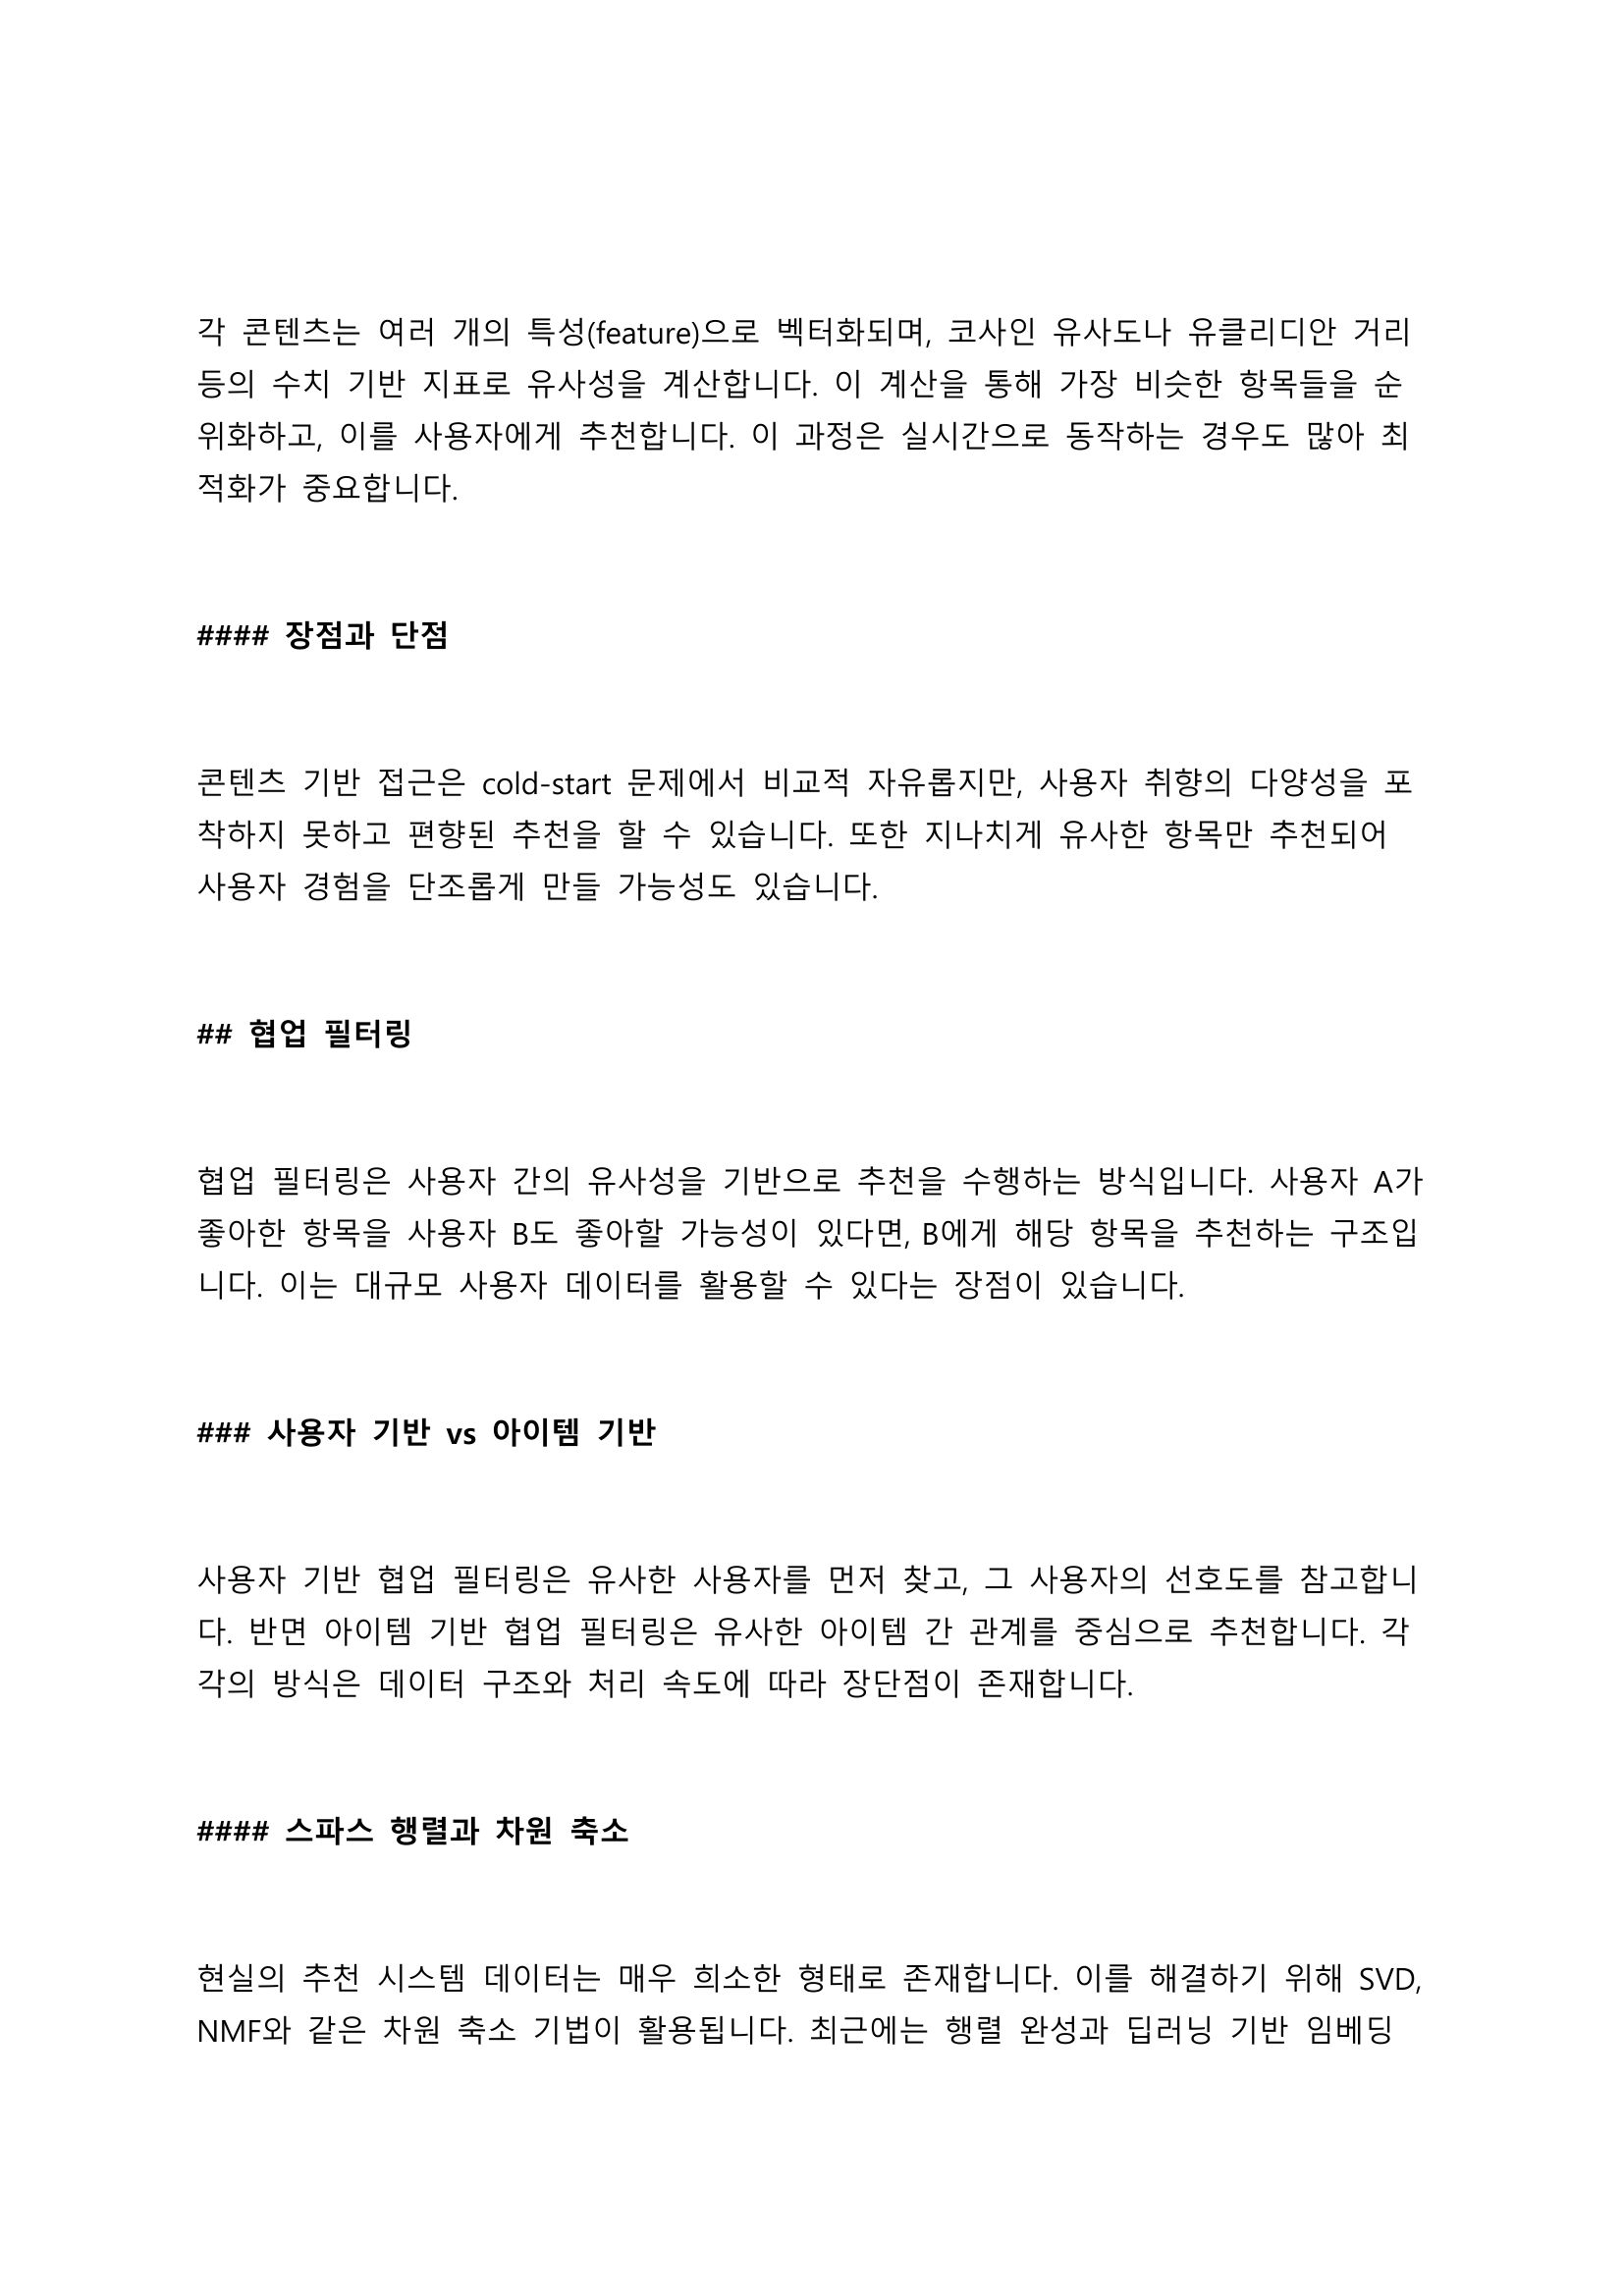 각 콘텐츠는 여러 개의 특성(feature)으로 벡터화되며, 코사인 유사도나 유클리디안 거리
등의 수치 기반 지표로 유사성을 계산합니다. 이 계산을 통해 가장 비슷한 항목들을 순
위화하고, 이를 사용자에게 추천합니다. 이 과정은 실시간으로 동작하는 경우도 많아 최
적화가 중요합니다.
#### 장점과 단점
콘텐츠 기반 접근은 cold-start 문제에서 비교적 자유롭지만, 사용자 취향의 다양성을 포
착하지 못하고 편향된 추천을 할 수 있습니다. 또한 지나치게 유사한 항목만 추천되어
사용자 경험을 단조롭게 만들 가능성도 있습니다.
## 협업 필터링
협업 필터링은 사용자 간의 유사성을 기반으로 추천을 수행하는 방식입니다. 사용자 A가
좋아한 항목을 사용자 B도 좋아할 가능성이 있다면, B에게 해당 항목을 추천하는 구조입
니다. 이는 대규모 사용자 데이터를 활용할 수 있다는 장점이 있습니다.
### 사용자 기반 vs 아이템 기반
사용자 기반 협업 필터링은 유사한 사용자를 먼저 찾고, 그 사용자의 선호도를 참고합니
다. 반면 아이템 기반 협업 필터링은 유사한 아이템 간 관계를 중심으로 추천합니다. 각
각의 방식은 데이터 구조와 처리 속도에 따라 장단점이 존재합니다.
#### 스파스 행렬과 차원 축소
현실의 추천 시스템 데이터는 매우 희소한 형태로 존재합니다. 이를 해결하기 위해 SVD,
NMF와 같은 차원 축소 기법이 활용됩니다. 최근에는 행렬 완성과 딥러닝 기반 임베딩